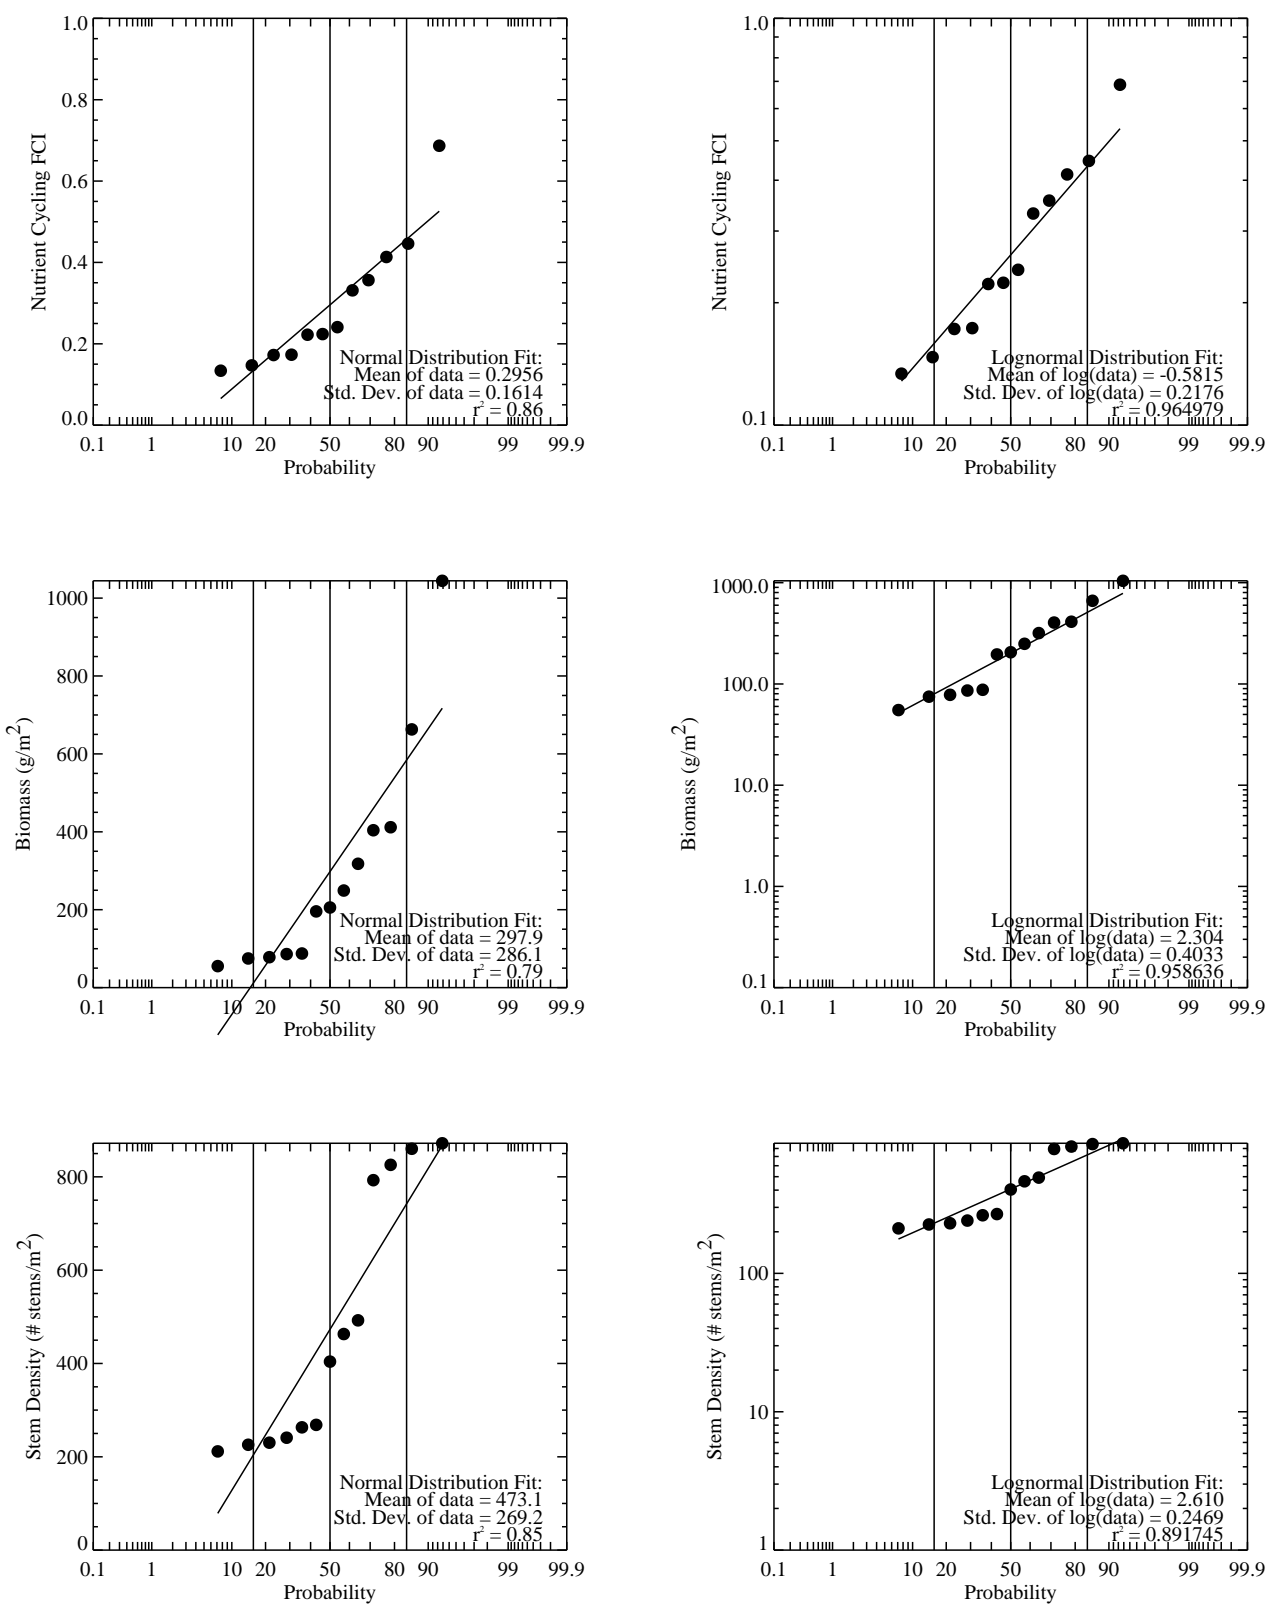 1.0
0.8
0.6
0.4
0.2
0.0
Nutrient Cycling FCI
Normal Distribution Fit:
Mean of data = 0.2956
Std. Dev. of data = 0.1614
r² = 0.86
0.1 1 10 20 50 80 90 99 99.9
Probability
1.0
0.1
Nutrient Cycling FCI
Lognormal Distribution Fit:
Mean of log(data) = -0.5815
Std. Dev. of log(data) = 0.2176
r² = 0.964979
0.1 1 10 20 50 80 90 99 99.9
Probability
1000
800
600
400
200
0
Biomass (g/m²)
Normal Distribution Fit:
Mean of data = 297.9
Std. Dev. of data = 286.1
r² = 0.79
0.1 1 10 20 50 80 90 99 99.9
Probability
1000.0
100.0
10.0
1.0
0.1
Biomass (g/m²)
Lognormal Distribution Fit:
Mean of log(data) = 2.304
Std. Dev. of log(data) = 0.4033
r² = 0.958636
0.1 1 10 20 50 80 90 99 99.9
Probability
800
600
400
200
0
Stem Density (# stems/m²)
Normal Distribution Fit:
Mean of data = 473.1
Std. Dev. of data = 269.2
r² = 0.85
0.1 1 10 20 50 80 90 99 99.9
Probability
100
10
1
Stem Density (# stems/m²)
Lognormal Distribution Fit:
Mean of log(data) = 2.610
Std. Dev. of log(data) = 0.2469
r² = 0.891745
0.1 1 10 20 50 80 90 99 99.9
Probability